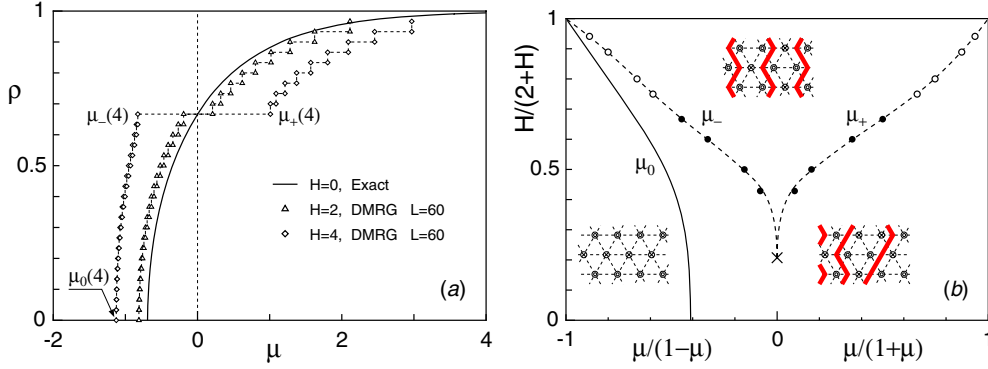 1
0.5
0
ρ
μ₋(4)
μ₊(4)
μ₀(4)
H=0, Exact
H=2, DMRG L=60
H=4, DMRG L=60
(a)
-2 0 2 4
μ
1
0.5
0
H/(2+H)
μ₋
μ₊
μ₀
(b)
-1 0 1
μ/(1−μ) μ/(1+μ)